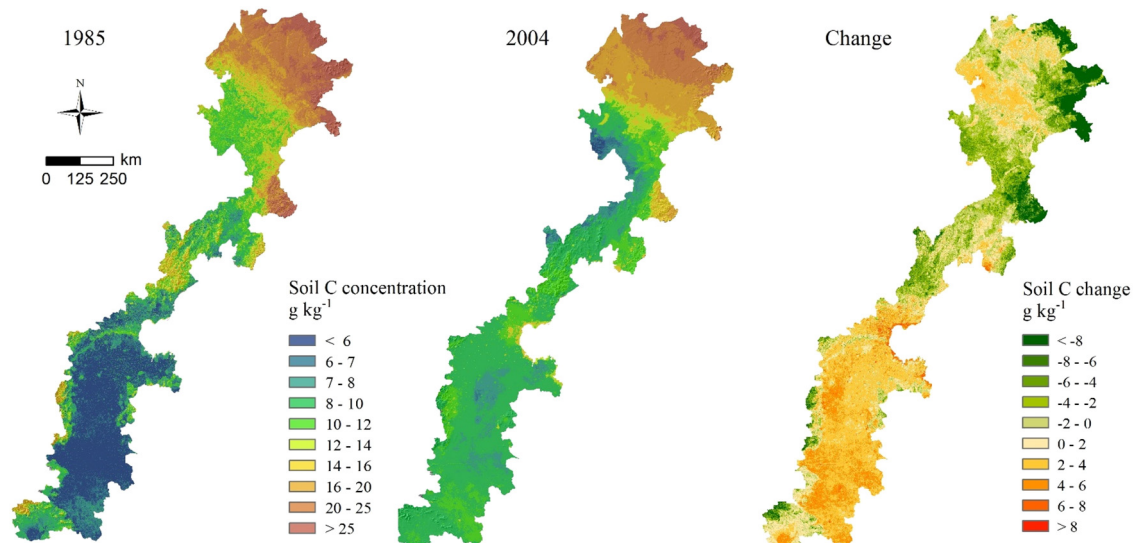 1985
2004
Change
N
km
0 125 250
Soil C concentration
g kg⁻¹
< 6
6 - 7
7 - 8
8 - 10
10 - 12
12 - 14
14 - 16
16 - 20
20 - 25
> 25
Soil C change
g kg⁻¹
< -8
-8 - -6
-6 - -4
-4 - -2
-2 - 0
0 - 2
2 - 4
4 - 6
6 - 8
> 8